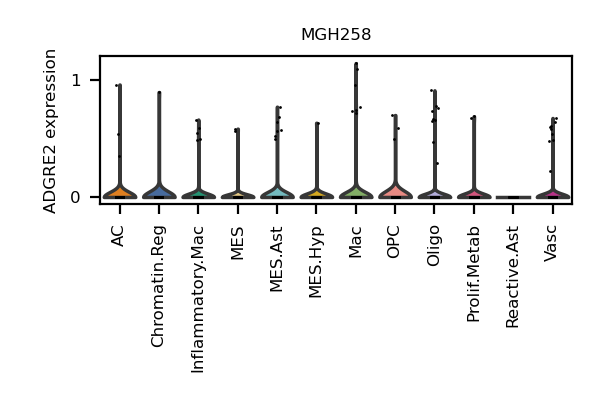 MGH258
ADGRE2 expression
1
0
AC
Chromatin.Reg
Inflammatory.Mac
MES
MES.Ast
MES.Hyp
Mac
OPC
Oligo
Prolif.Metab
Reactive.Ast
Vasc